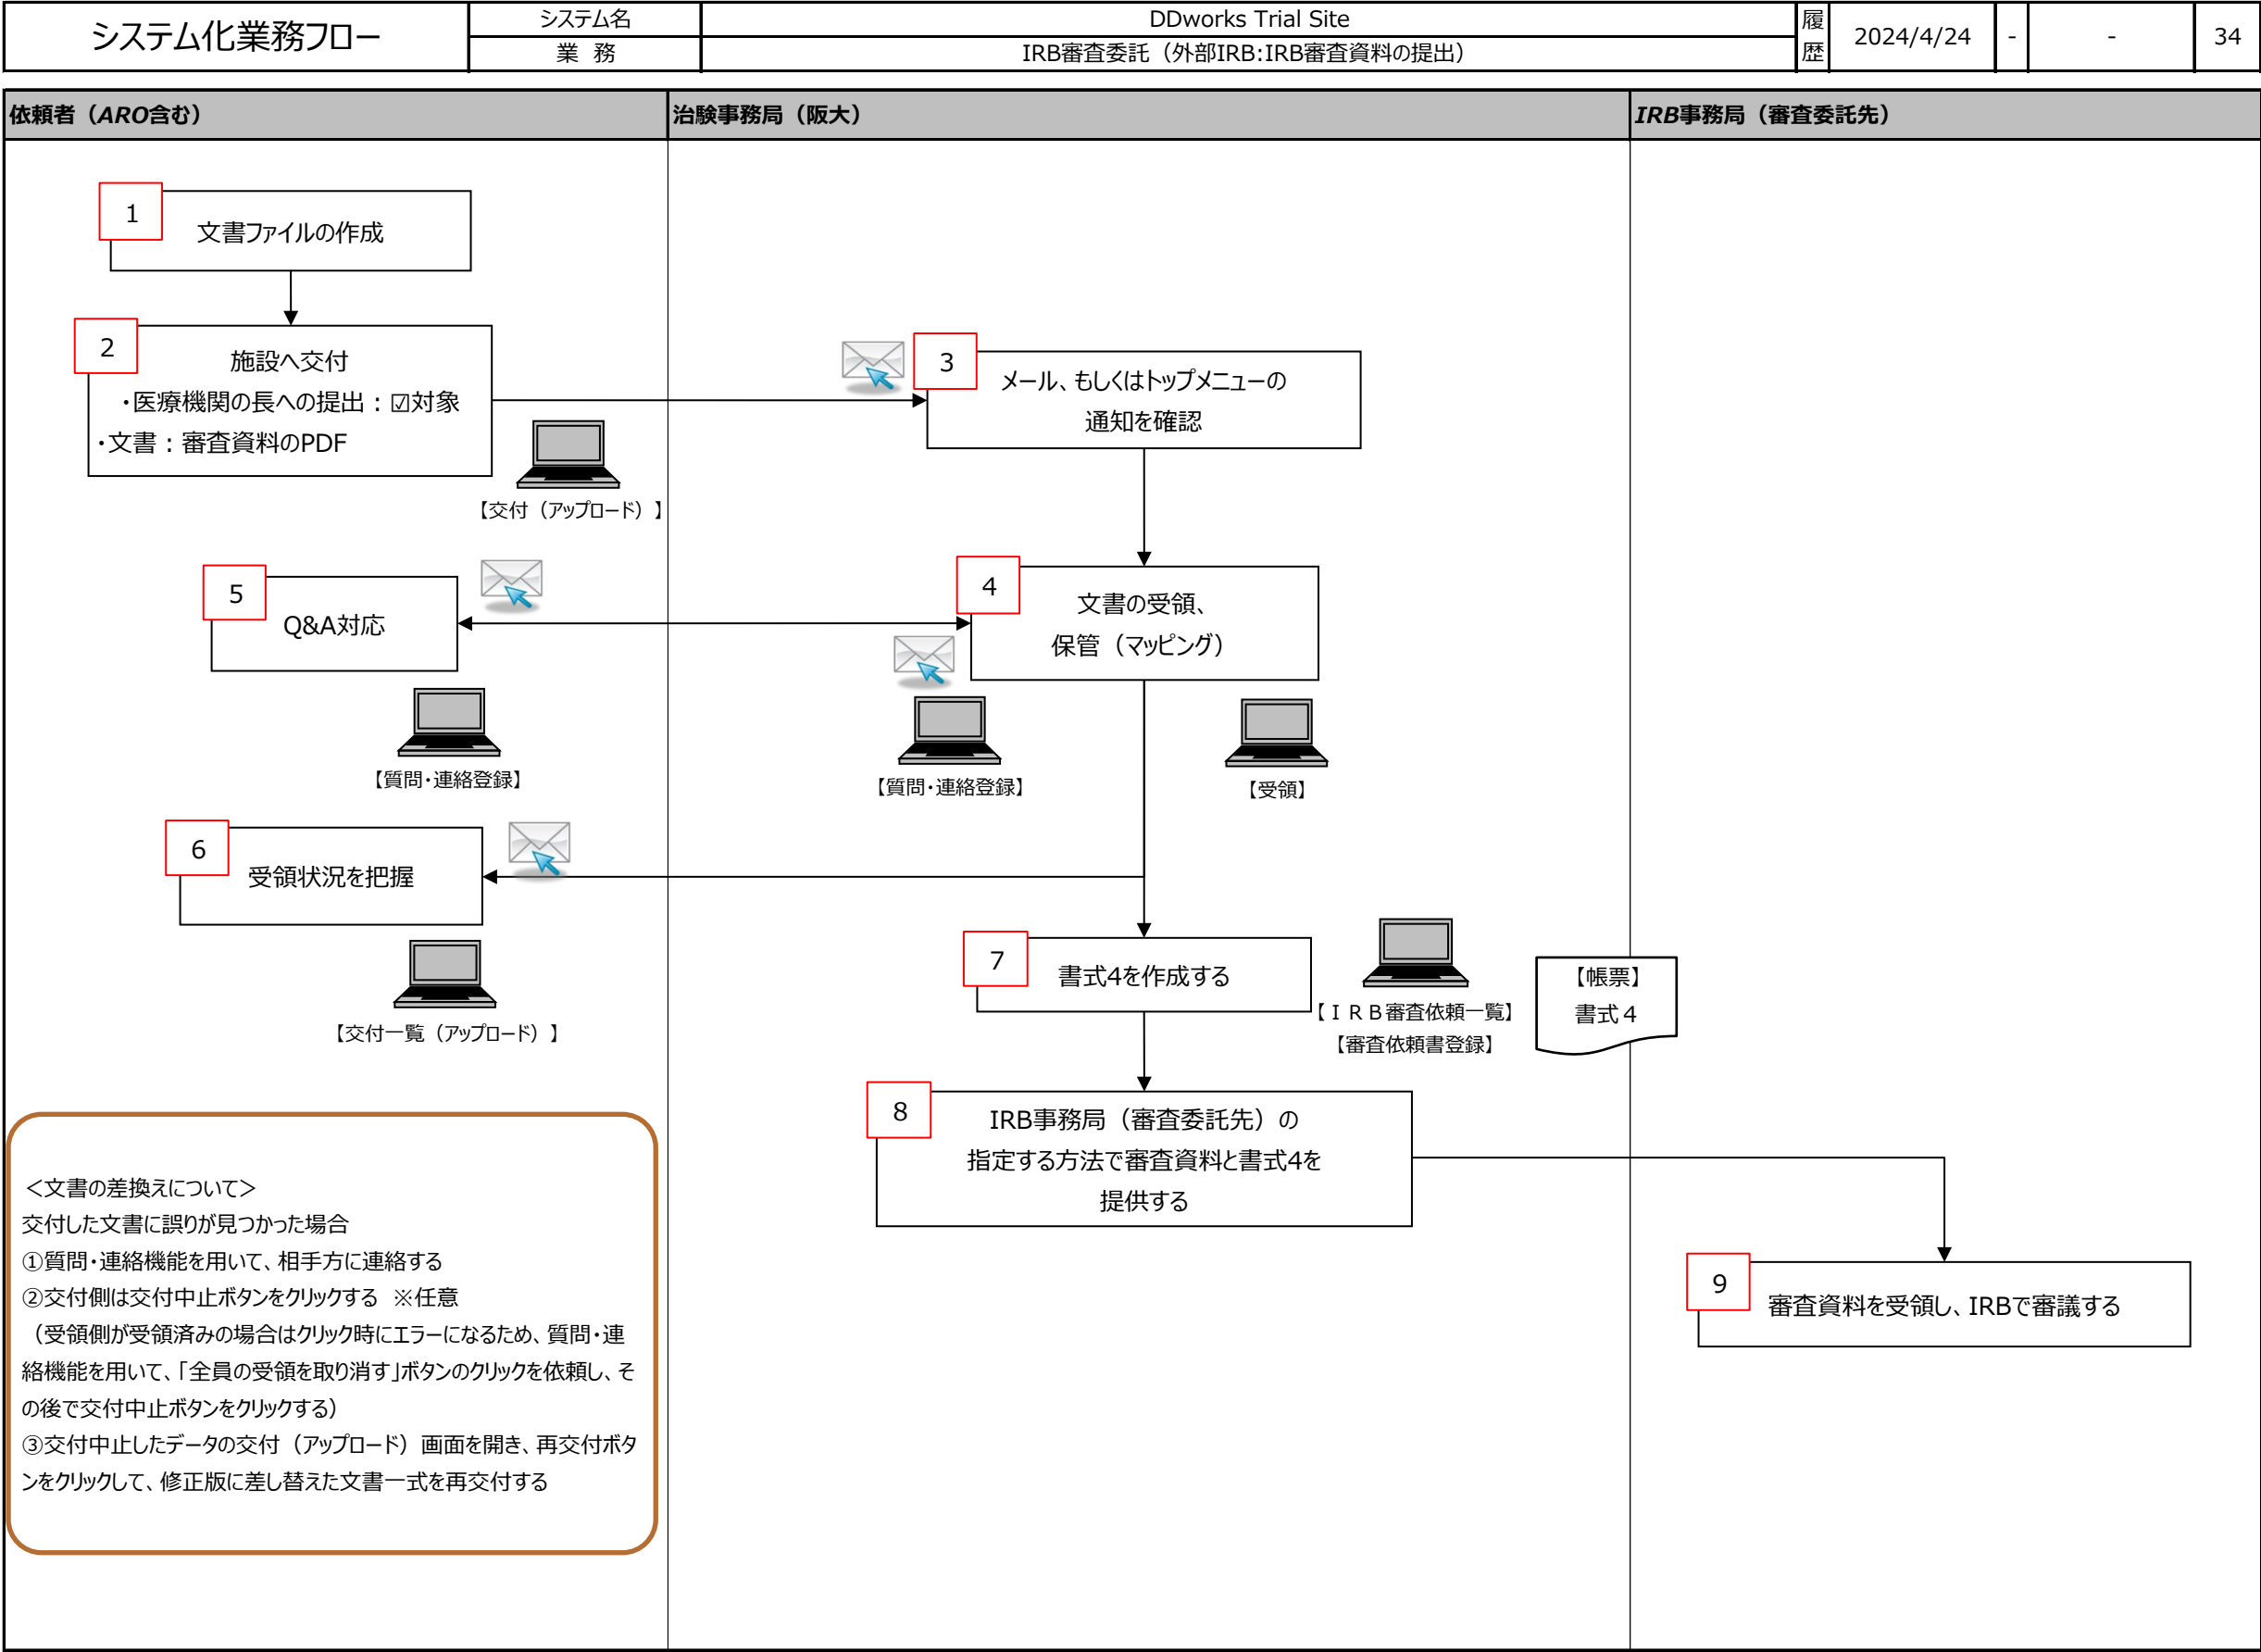 システム化業務フロー
システム名
DDworks Trial Site
業 務
IRB審査委託（外部IRB:IRB審査資料の提出）
履歴
2024/4/24
-
-
34
依頼者（ARO含む）
治験事務局（阪大）
IRB事務局（審査委託先）
1
文書ファイルの作成
2
施設へ交付
・医療機関の長への提出：☑対象
・文書：審査資料のPDF
【交付（アップロード）】
3
メール、もしくはトップメニューの
通知を確認
4
文書の受領、
保管（マッピング）
5
Q&A対応
【質問・連絡登録】
【質問・連絡登録】
【受領】
6
受領状況を把握
【交付一覧（アップロード）】
7
書式4を作成する
【ＩＲＢ審査依頼一覧】
【審査依頼書登録】
【帳票】
書式４
8
IRB事務局（審査委託先）の
指定する方法で審査資料と書式4を
提供する
9
審査資料を受領し、IRBで審議する
＜文書の差換えについて＞
交付した文書に誤りが見つかった場合
①質問・連絡機能を用いて、相手方に連絡する
②交付側は交付中止ボタンをクリックする　※任意
（受領側が受領済みの場合はクリック時にエラーになるため、質問・連
絡機能を用いて、「全員の受領を取り消す」ボタンのクリックを依頼し、そ
の後で交付中止ボタンをクリックする）
③交付中止したデータの交付（アップロード）画面を開き、再交付ボタ
ンをクリックして、修正版に差し替えた文書一式を再交付する